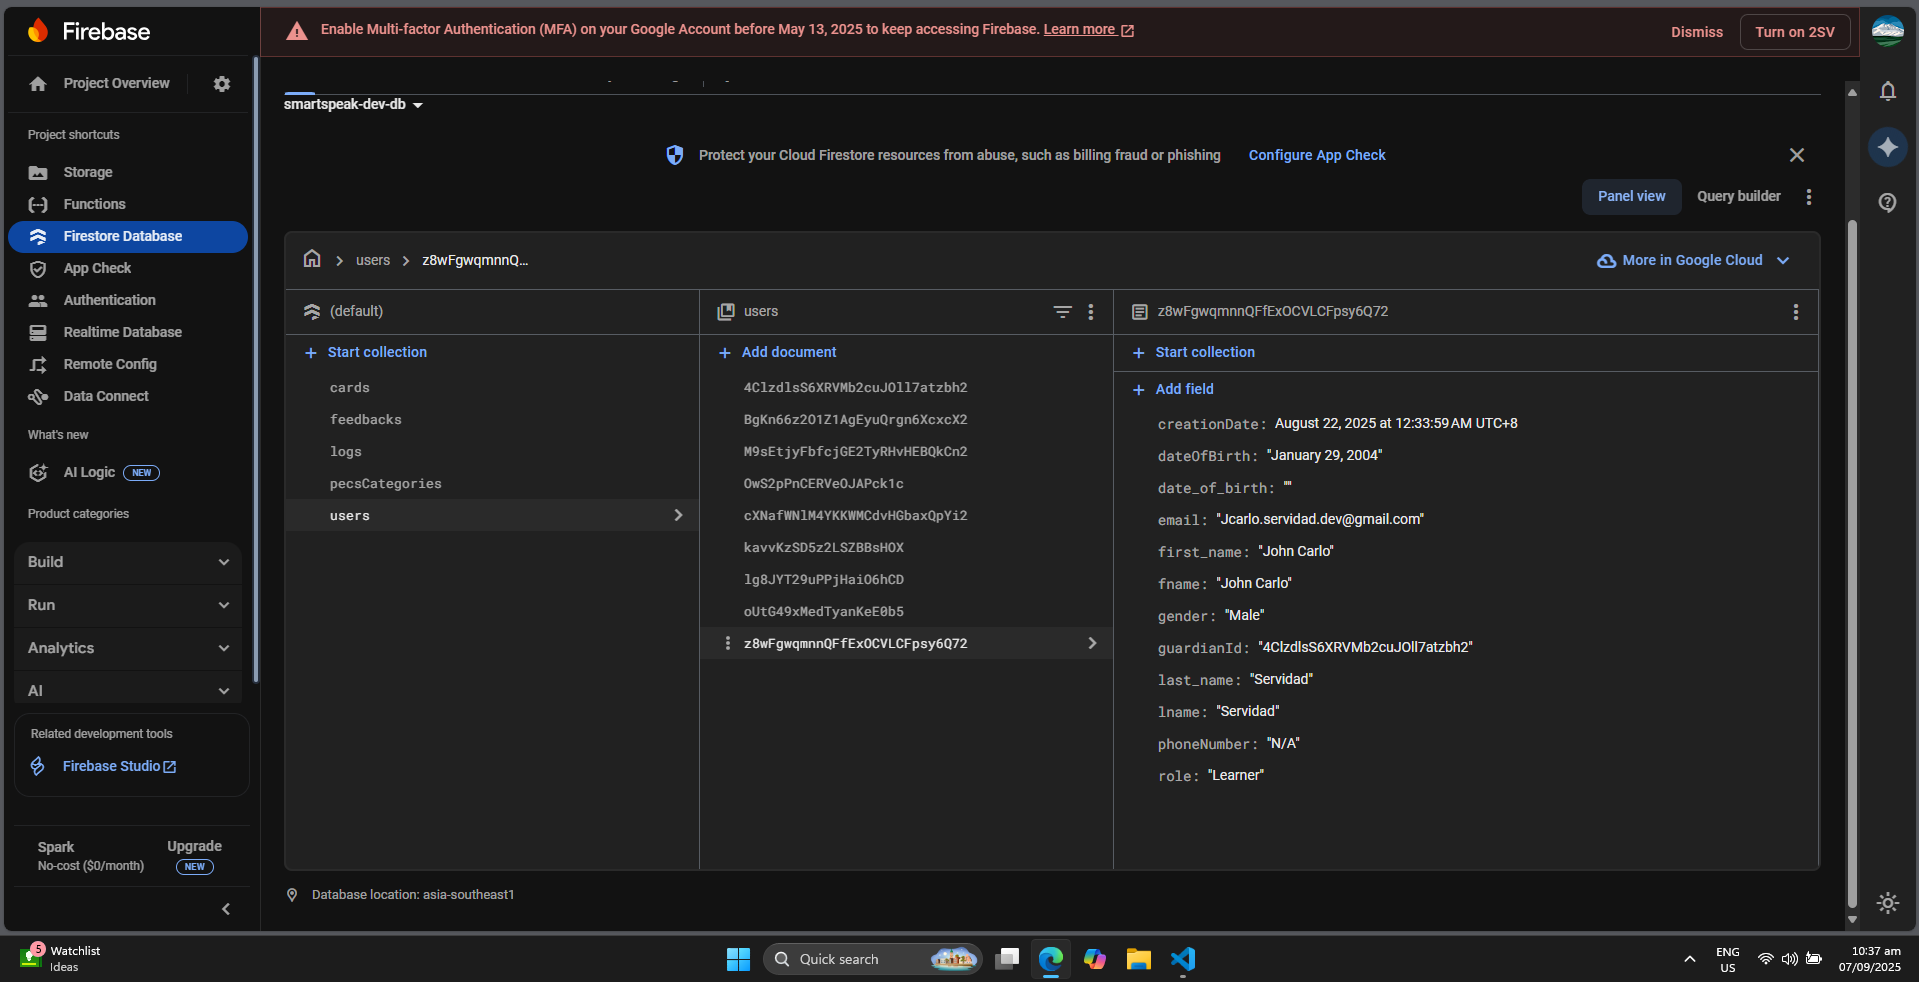 Firebase
Enable Multi-factor Authentication (MFA) on your Google Account before May 13, 2025 to keep accessing Firebase. Learn more
Dismiss
Turn on 2SV
Project Overview
smartspeak-dev-db
Project shortcuts
Protect your Cloud Firestore resources from abuse, such as billing fraud or phishing
Configure App Check
Storage
Functions
Firestore Database
App Check
Authentication
Realtime Database
Remote Config
Data Connect
What's new
AI Logic NEW
Product categories
Build
Run
Analytics
AI
Related development tools
Firebase Studio
Spark
No-cost ($0/month)
Upgrade
NEW
Panel view
Query builder
users
z8wFgwqmnnQ...
More in Google Cloud
(default)
Start collection
cards
feedbacks
logs
pecsCategories
users
users
Add document
4ClzdlsS6XRVMb2cuJOll7atzbh2
BgKn66z2O1Z1AgEyuQrgn6XcxcX2
M9sEtjyFbfcjGE2TyRHvHEBQkCn2
OwS2pPnCERVeOJAPck1c
cXNafWNlM4YKKWMCdvHGbaxQpYi2
kavvKzSD5z2LSZBBsHOX
lg8JYT29uPPjHaiO6hCD
oUtG49xMedTyanKeE0b5
z8wFgwqmnnQFfExOCVLCFpsy6Q72
z8wFgwqmnnQFfExOCVLCFpsy6Q72
Start collection
Add field
creationDate: August 22, 2025 at 12:33:59 AM UTC+8
dateOfBirth: "January 29, 2004"
date_of_birth: ""
email: "Jcarlo.servidad.dev@gmail.com"
first_name: "John Carlo"
fname: "John Carlo"
gender: "Male"
guardianId: "4ClzdlsS6XRVMb2cuJOll7atzbh2"
last_name: "Servidad"
lname: "Servidad"
phoneNumber: "N/A"
role: "Learner"
Database location: asia-southeast1
5
Watchlist
Ideas
Quick search
ENG
US
10:37 am
07/09/2025